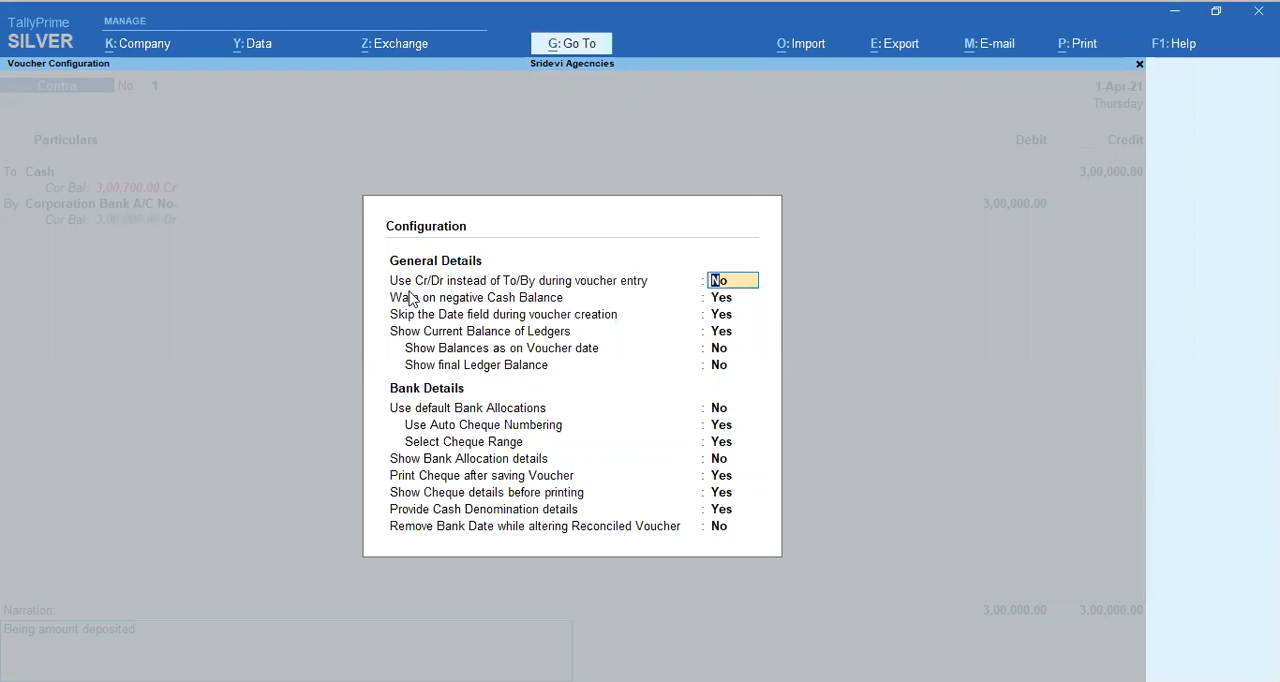 TallyPrime
MANAGE
SILVER
K: Company
Y: Data
Z: Exchange
G: Go To
O: Import
E: Export
M: E-mail
P: Print
F1: Help
Voucher Configuration
Sridevi Agecncies
Contra
No. 1
1-Apr-21
Thursday
Particulars
Debit
Credit
To Cash
3,00,000.00
Cur Bal: 3,00,700.00 Cr
By Corporation Bank A/C No-
3,00,000.00
Cur Bal:
Configuration
General Details
Use Cr/Dr instead of To/By during voucher entry : No
Warn on negative Cash Balance : Yes
Skip the Date field during voucher creation : Yes
Show Current Balance of Ledgers : Yes
Show Balances as on Voucher date : No
Show final Ledger Balance : No
Bank Details
Use default Bank Allocations : No
Use Auto Cheque Numbering : Yes
Select Cheque Range : Yes
Show Bank Allocation details : No
Print Cheque after saving Voucher : Yes
Show Cheque details before printing : Yes
Provide Cash Denomination details : Yes
Remove Bank Date while altering Reconciled Voucher : No
Narration:
3,00,000.00 3,00,000.00
Being amount deposited